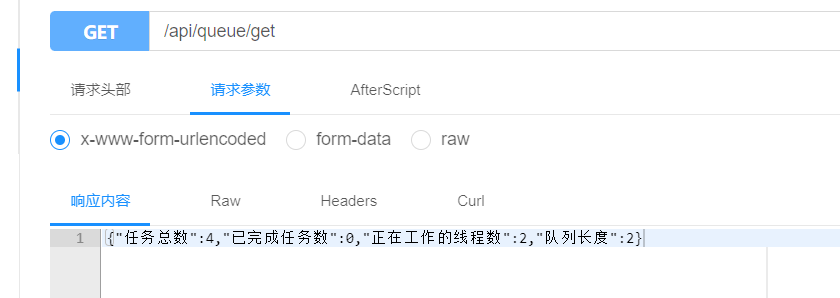 GET /api/queue/get
请求头部 请求参数 AfterScript
x-www-form-urlencoded form-data raw
响应内容 Raw Headers Curl
1 {"任务总数":4,"已完成任务数":0,"正在工作的线程数":2,"队列长度":2}